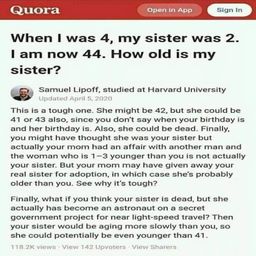 Quora
Open in App
Sign In
When I was 4, my sister was 2.
I am now 44. How old is my
sister?
Samuel Lipoff, studied at Harvard University
Updated April 5, 2020
This is a tough one. She might be 42, but she could be
41 or 43 also, since you don't say when your birthday is
and her birthday is. Also, she could be dead. Finally,
you might have thought she was your sister but
actually your mom had an affair with another man and
the woman who is 1–3 younger than you is not actually
your sister. But your mom may have given away your
real sister for adoption, in which case she's probably
older than you. See why it's tough?
Finally, what if you think your sister is dead, but she
actually has become an astronaut on a secret
government project for near light-speed travel? Then
your sister would be aging more slowly than you, so
she could potentially be even younger than 41.
118.2K views · View 142 Upvoters · View Sharers